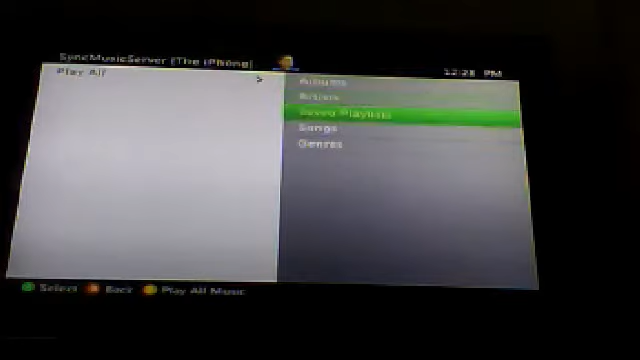 SyncMusicServer (The iPhone)
12:28 PM
Play All
Albums
Artists
Saved Playlists
Songs
Genres
Select Back Play All Music